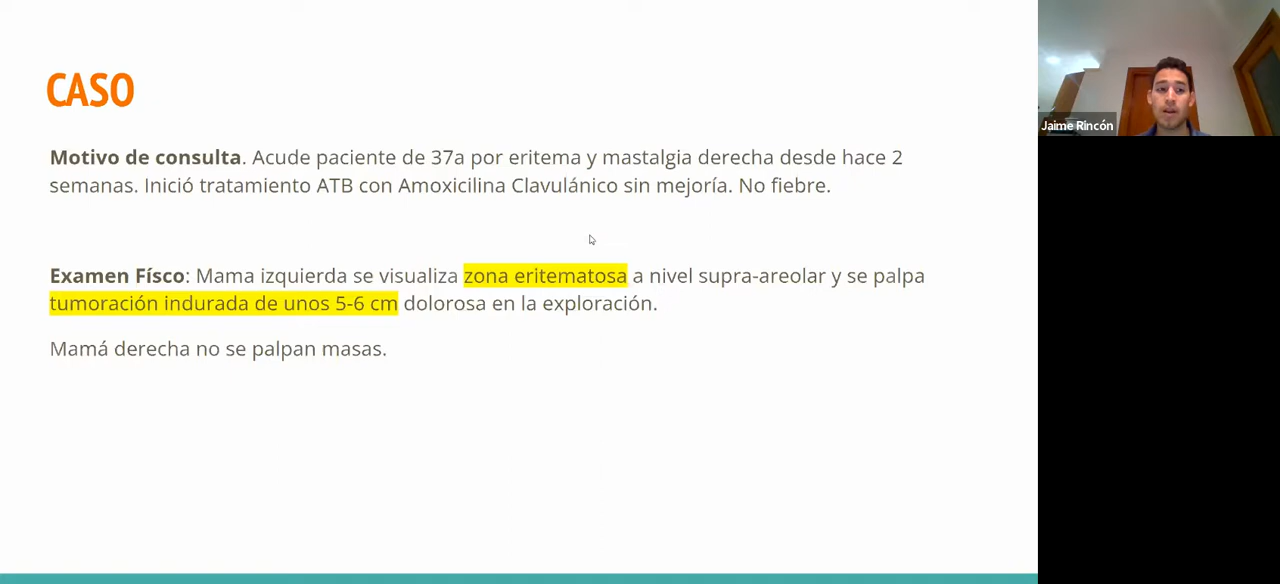 CASO
Motivo de consulta. Acude paciente de 37a por eritema y mastalgia derecha desde hace 2
semanas. Inició tratamiento ATB con Amoxicilina Clavulánico sin mejoría. No fiebre.
Examen Físco: Mama izquierda se visualiza zona eritematosa a nivel supra-areolar y se palpa
tumoración indurada de unos 5-6 cm dolorosa en la exploración.
Mamá derecha no se palpan masas.
Jaime Rincón